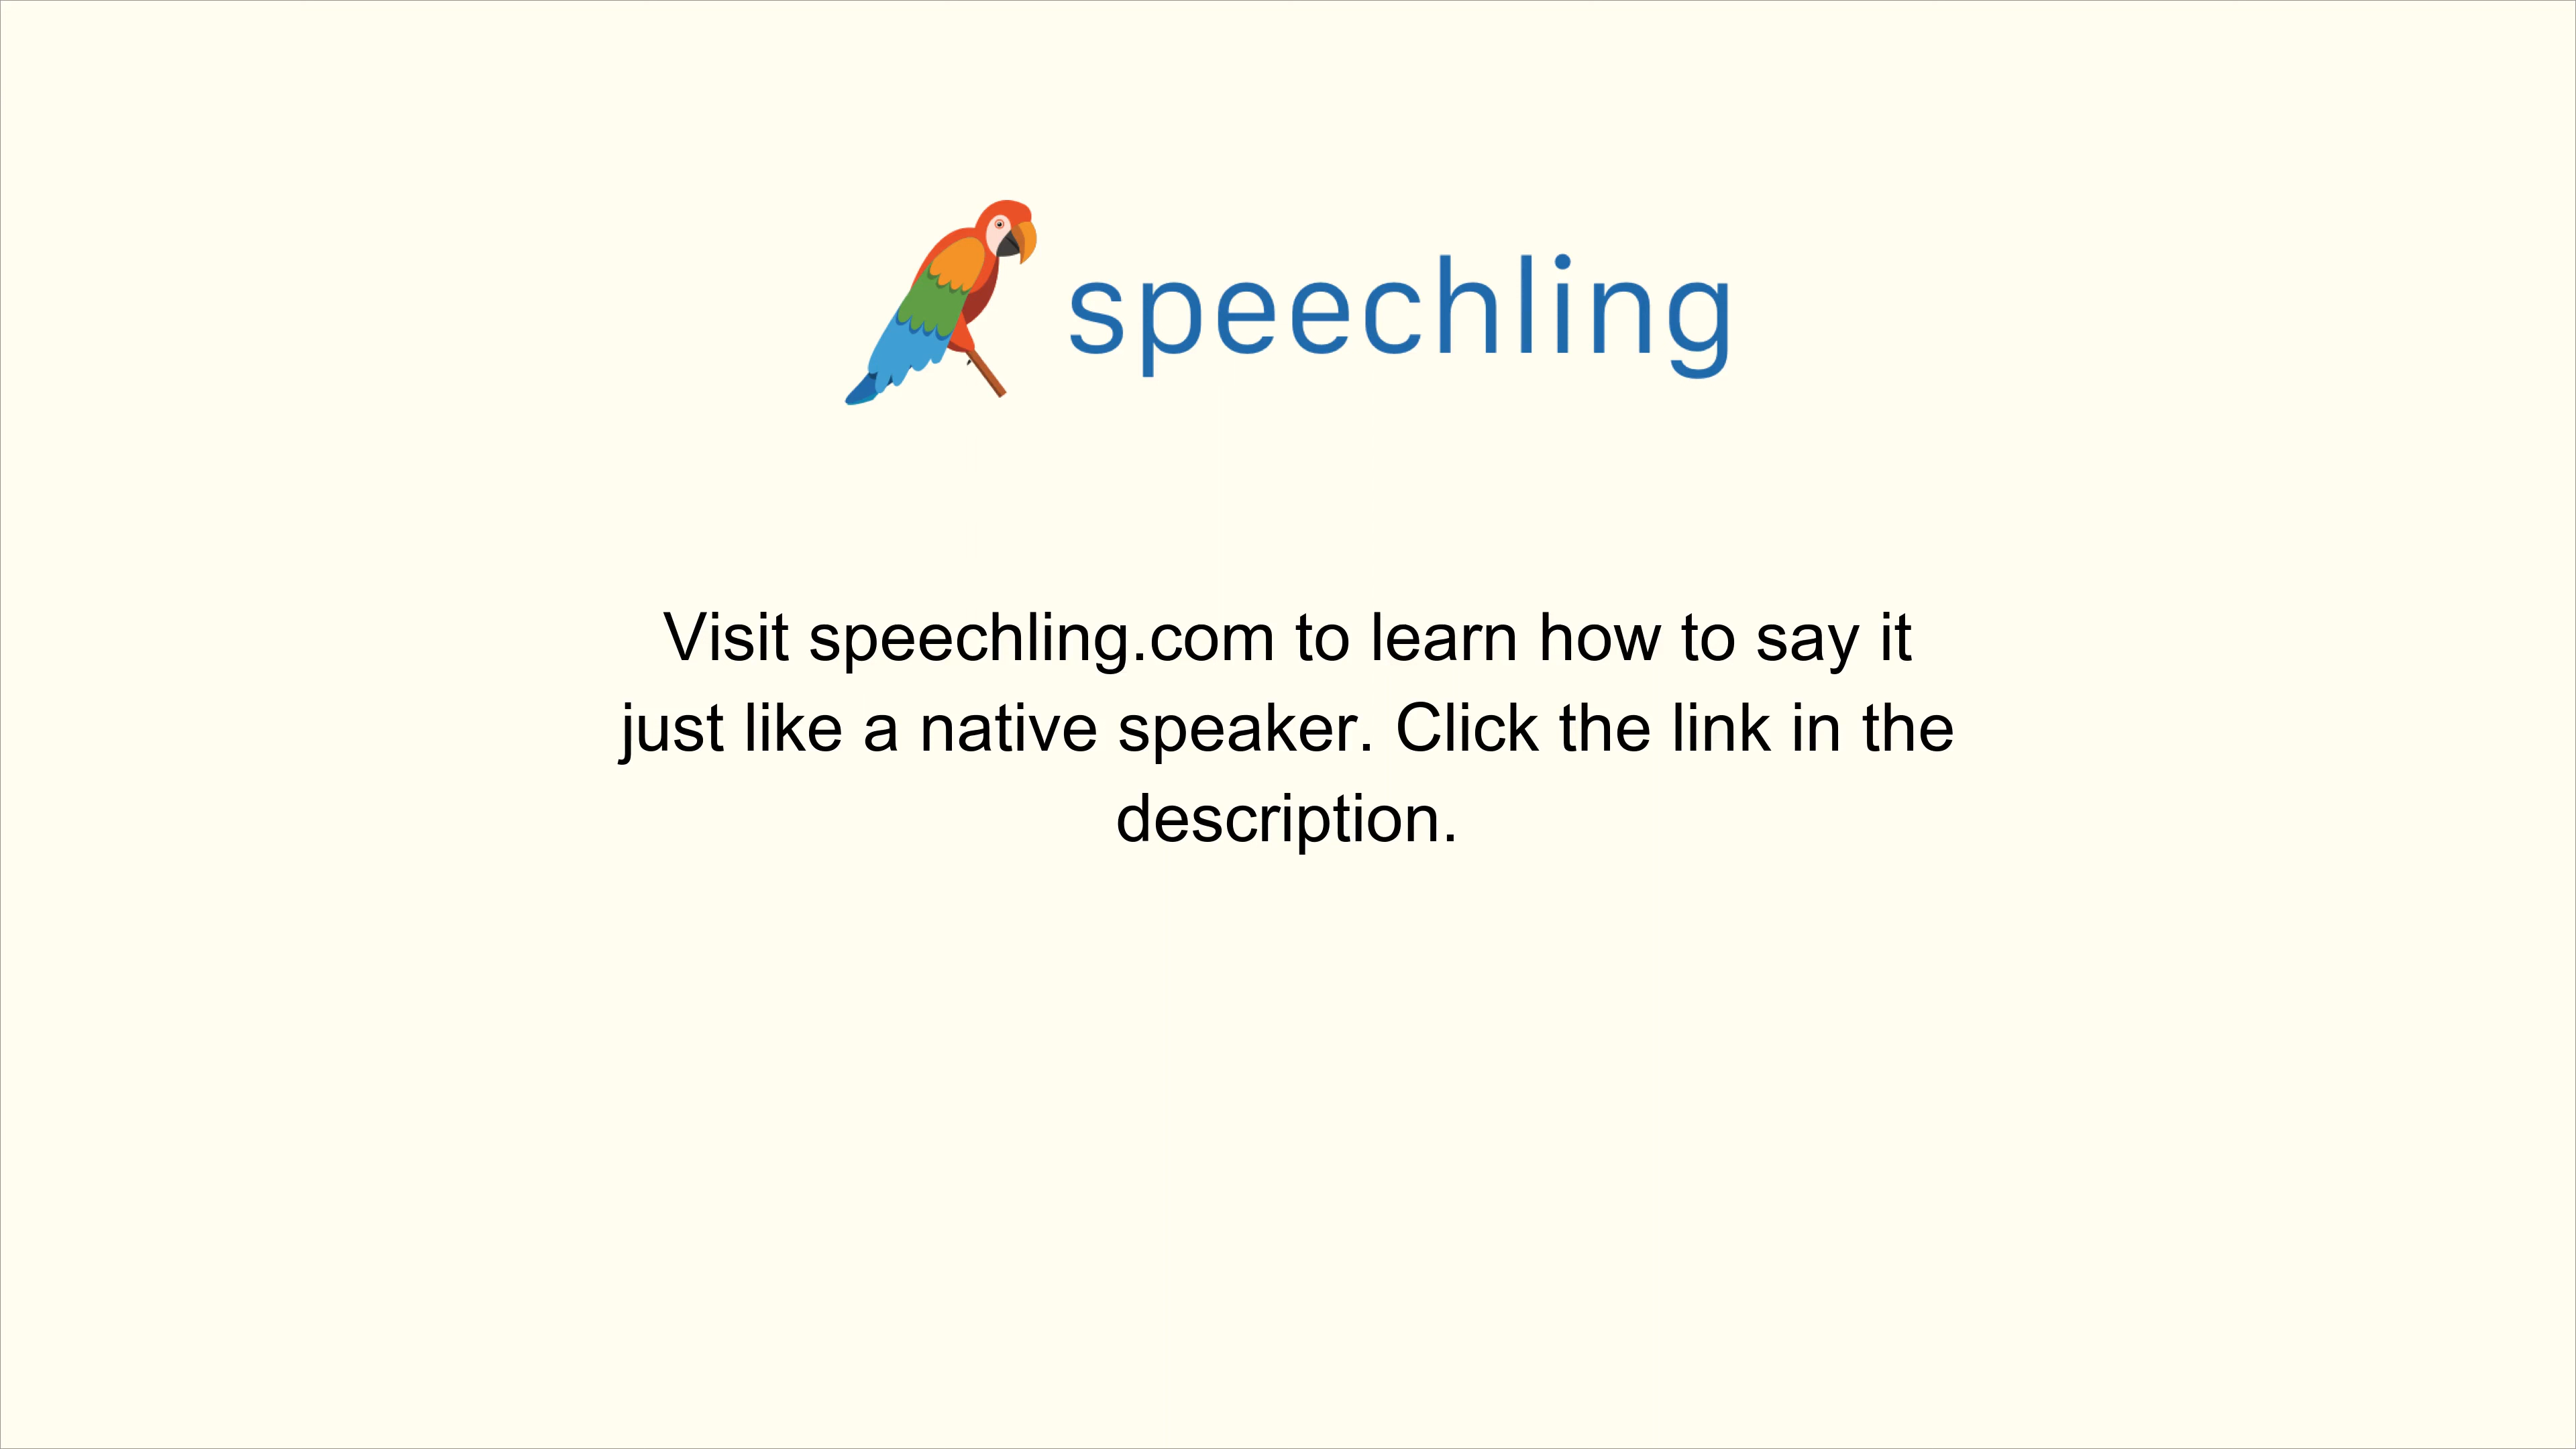 speechling
Visit speechling.com to learn how to say it
just like a native speaker. Click the link in the
description.